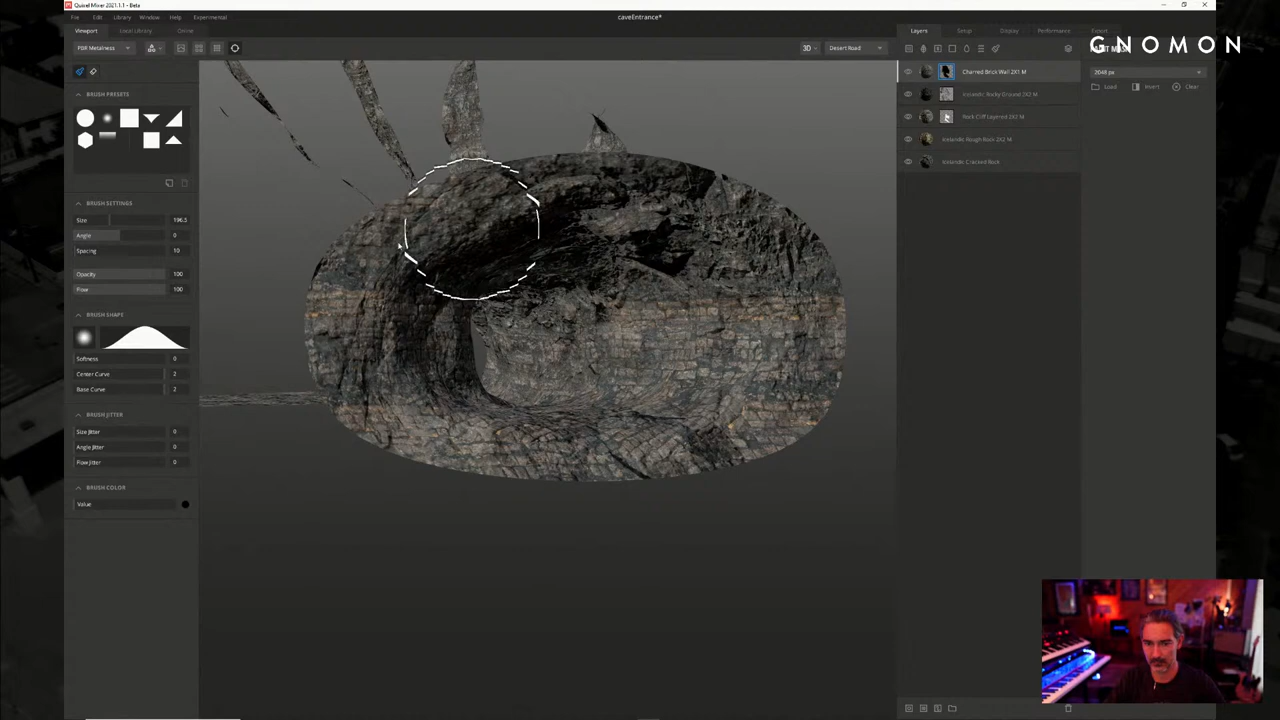 Quixel Mixer 2021.1.1 - Beta
File Edit Library Window Help Experimental
caveEntrance*
Viewport Local Library Online
Layers Setup Display Performance Export
GNOMON
PBR Metalness
3D Desert Road
BRUSH PRESETS
BRUSH SETTINGS
Size 196.5
Angle 0
Spacing 10
Opacity 100
Flow 100
BRUSH SHAPE
Softness 0
Center Curve 2
Base Curve 2
BRUSH JITTER
Size Jitter 0
Angle Jitter 0
Flow Jitter 0
BRUSH COLOR
Value
Charred Brick Wall 2X1 M
Icelandic Rocky Ground 2X2 M
Rock Cliff Layered 2X2 M
Icelandic Rough Rock 2X2 M
Icelandic Cracked Rock
2048 px
Load Invert Clear